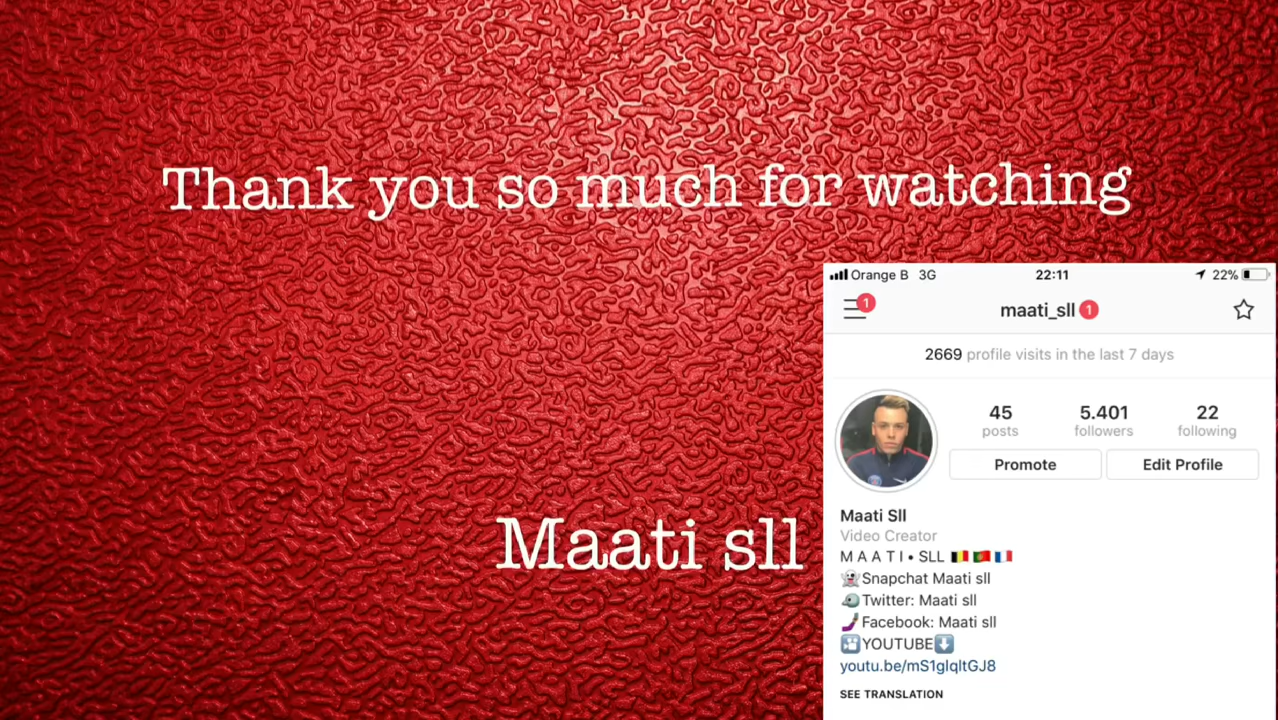 Thank you so much for watching
Orange B 3G 22:11 22%
1 maati_sll 1
2669 profile visits in the last 7 days
45 5.401 22
posts followers following
Promote Edit Profile
Maati Sll
Video Creator
M A A T I • SLL 🇧🇪 🇵🇹 🇫🇷
👻Snapchat Maati sll
🐦Twitter: Maati sll
🤳Facebook: Maati sll
🎦YOUTUBE⬇️
youtu.be/mS1glqltGJ8
SEE TRANSLATION
Maati sll